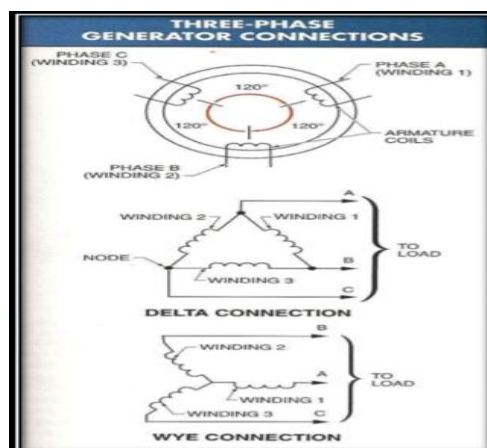 THREE-PHASE
GENERATOR CONNECTIONS
PHASE C
(WINDING 3)
PHASE A
(WINDING 1)
120°
120°
120°
ARMATURE
COILS
PHASE B
(WINDING 2)
A
WINDING 2
WINDING 1
TO
LOAD
NODE
B
WINDING 3
C
DELTA CONNECTION
B
WINDING 2
A
TO
LOAD
WINDING 1
WINDING 3
C
WYE CONNECTION